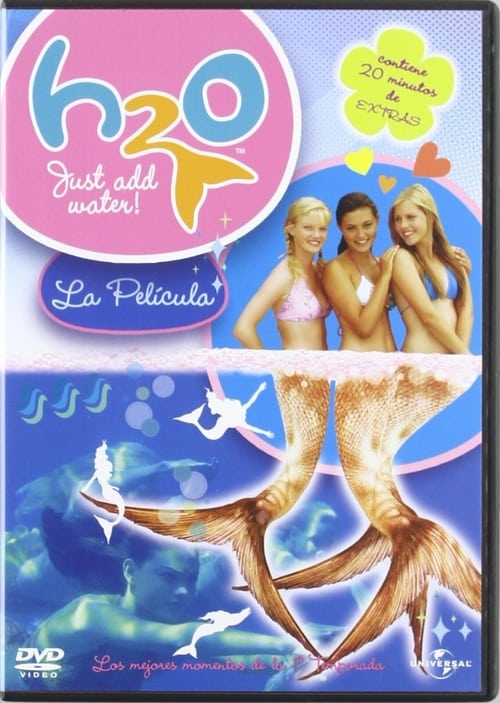 h2O
TM
Just add
water!
contiene
20 minutos
de
EXTRAS
La Película
Los mejores momentos de la 1ª Temporada
DVD
VIDEO
UNIVERSAL